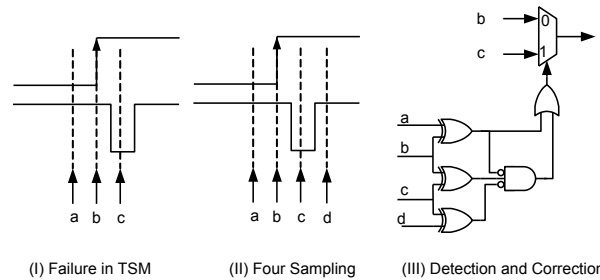 b
0
c
1
a
b
c
d
a b c
a b c d
(I) Failure in TSM
(II) Four Sampling
(III) Detection and Correction